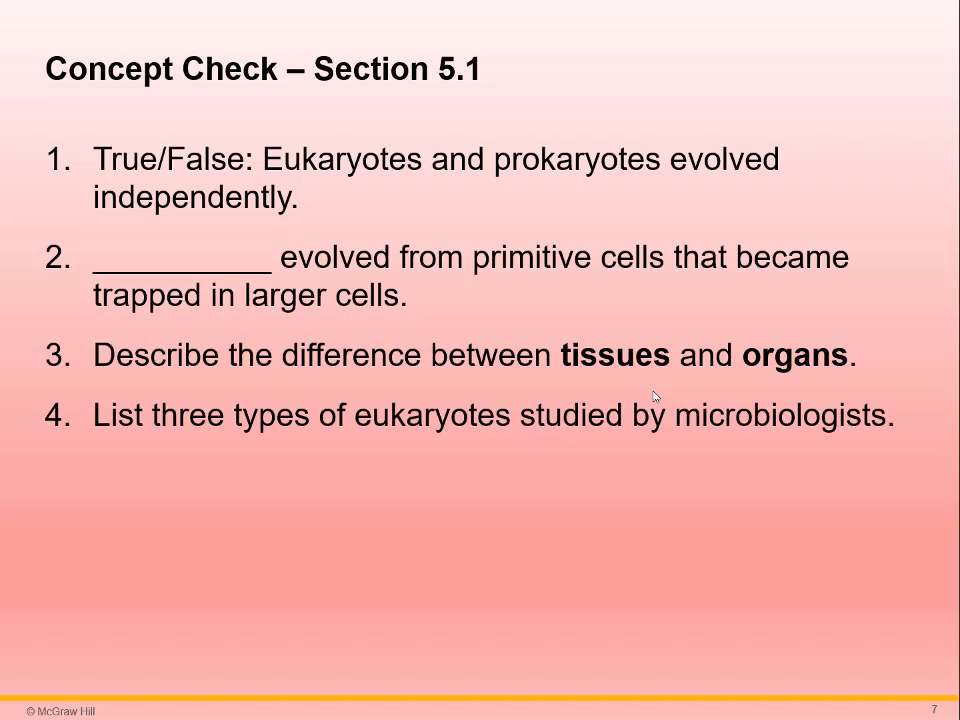 Concept Check – Section 5.1
1. True/False: Eukaryotes and prokaryotes evolved
independently.
2. __________ evolved from primitive cells that became
trapped in larger cells.
3. Describe the difference between tissues and organs.
4. List three types of eukaryotes studied by microbiologists.
© McGraw Hill
7